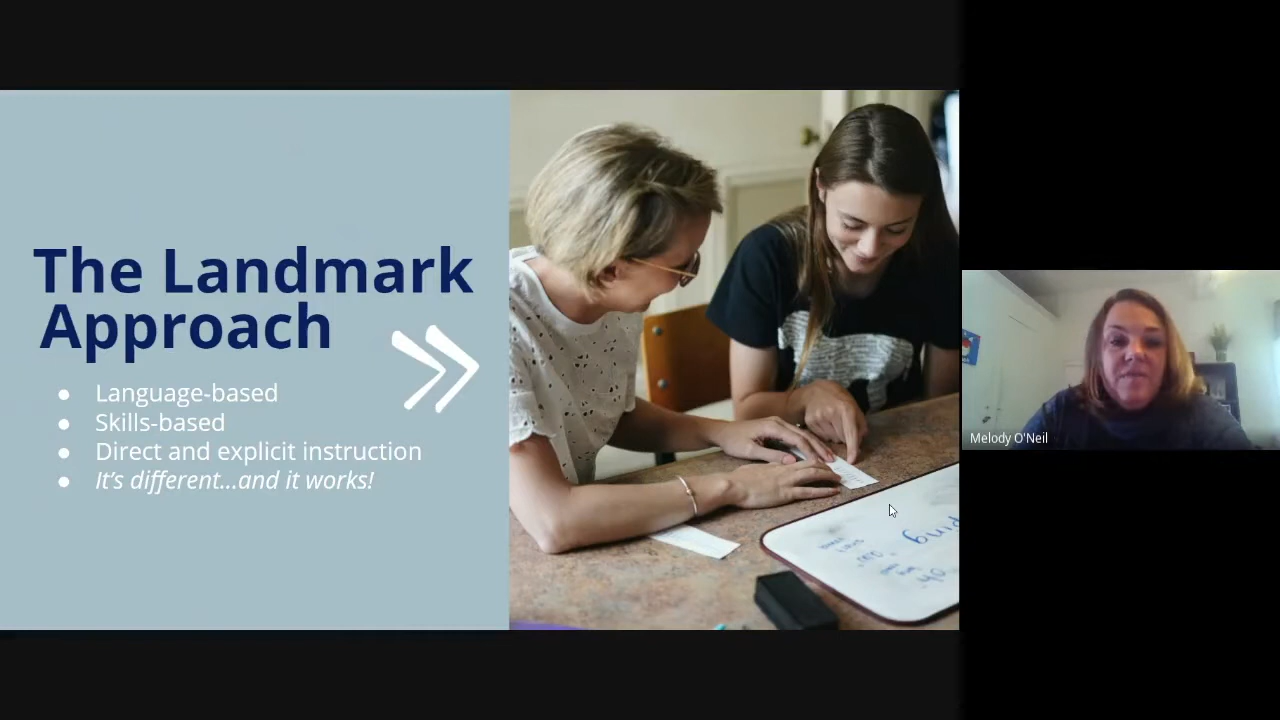 The Landmark
Approach
● Language-based
● Skills-based
● Direct and explicit instruction
● It's different...and it works!
Melody O'Neil